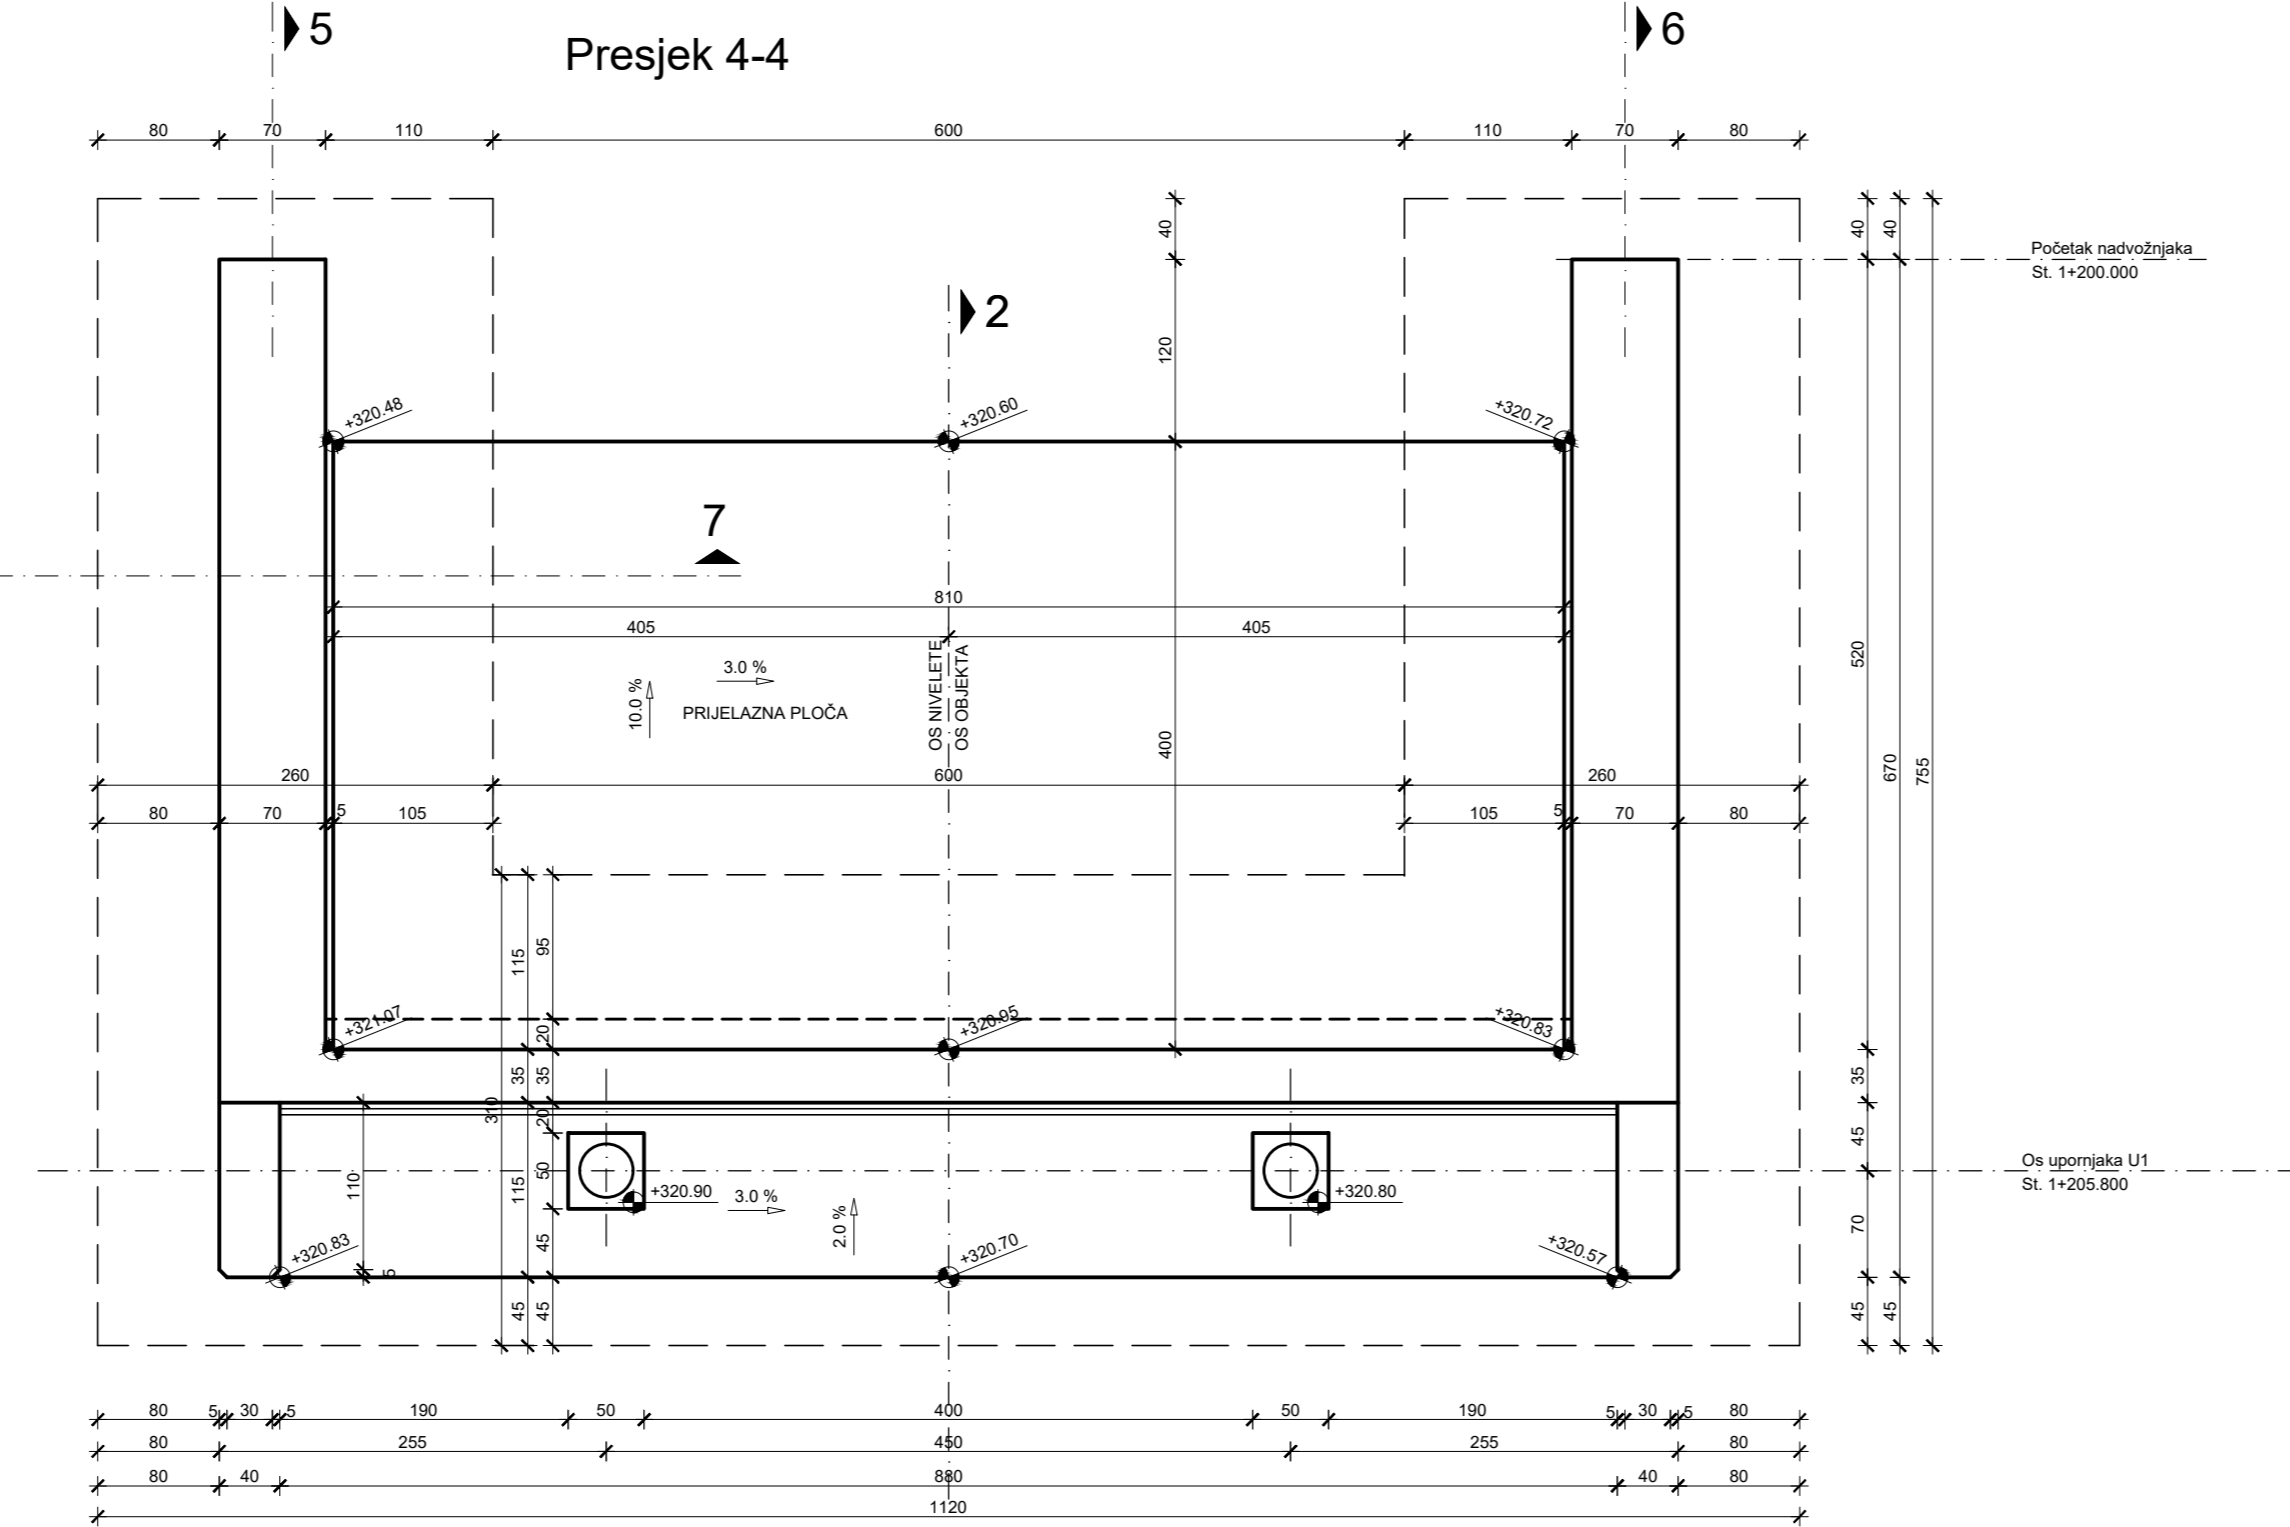 5
6
Presjek 4-4
80 70 110 600 110 70 80
40 40 40
Početak nadvožnjaka
St. 1+200.000
2
120
+320.48 +320.60 +320.72
7
810
405 405
520
OS NIVELETE
OS OBJEKTA
3.0 %
10.0 %
PRIJELAZNA PLOČA
400
670
755
260 600 260
80 70 5 105 105 5 70 80
115 95
+321.07 +320.95 +320.83
20
35 35 35
310
20
45
110
115
50
Os upornjaka U1
St. 1+205.800
+320.90 3.0 % +320.80
2.0 %
70
45
+320.83 +320.70 +320.57
5
45 45 45 45
80 5 30 5 190 50 400 50 190 5 30 5 80
80 255 450 255 80
80 40 880 40 80
1120